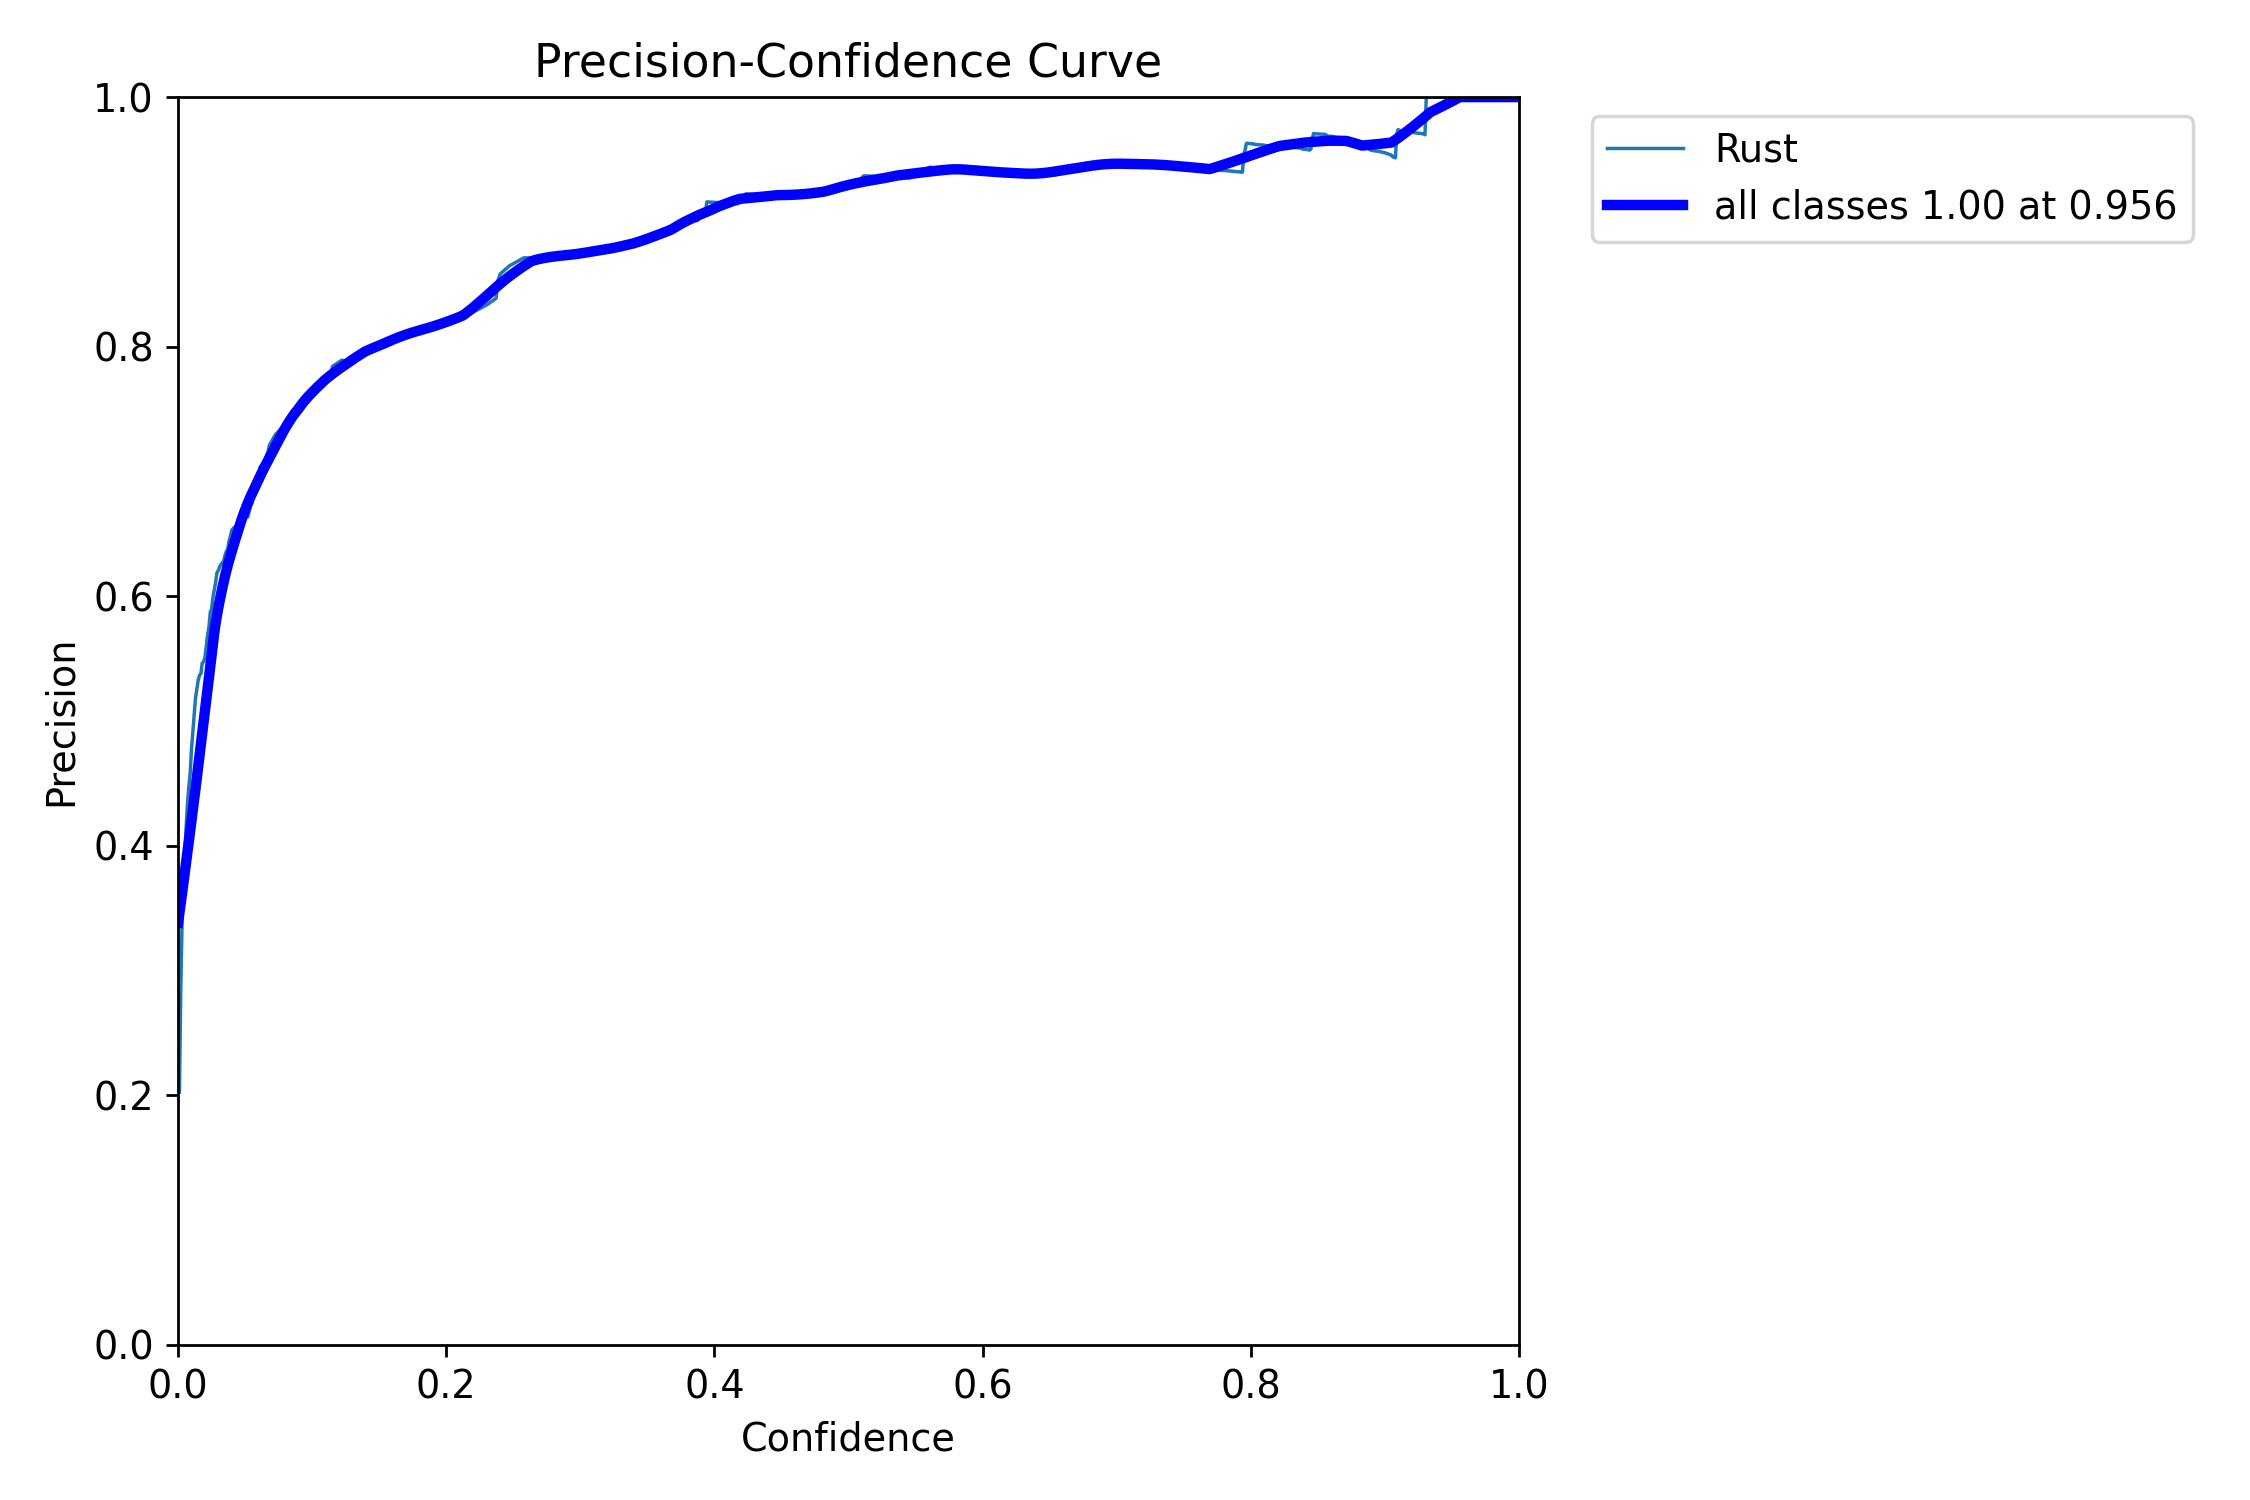 Precision-Confidence Curve
1.0
0.8
0.6
0.4
0.2
0.0
Precision
0.0 0.2 0.4 0.6 0.8 1.0
Confidence
Rust
all classes 1.00 at 0.956